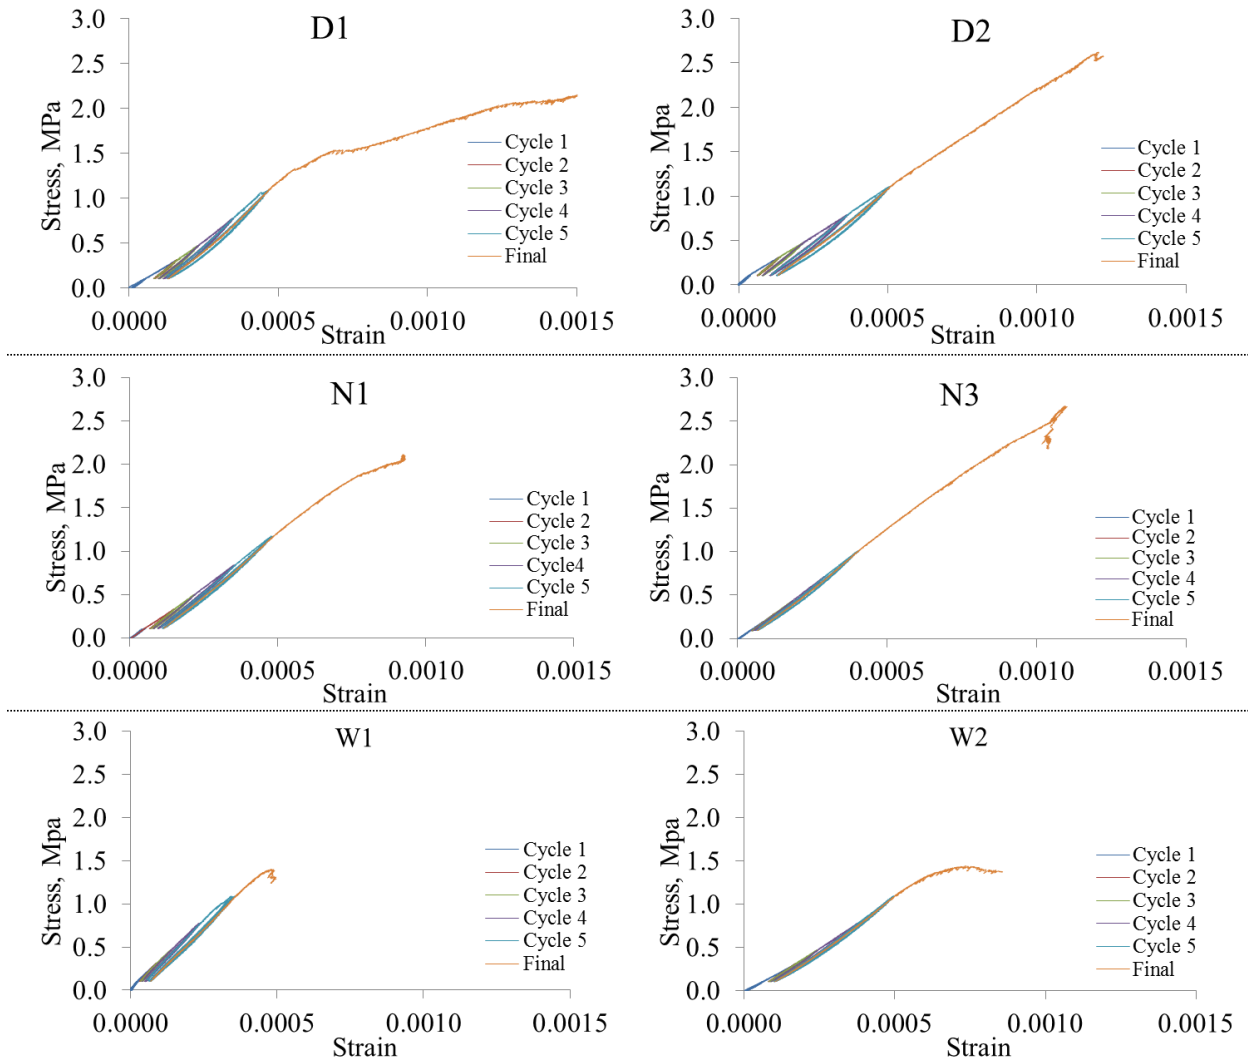 D1
3.0
2.5
2.0
1.5
1.0
0.5
0.0
Stress, MPa
Cycle 1
Cycle 2
Cycle 3
Cycle 4
Cycle 5
Final
0.0000 0.0005 0.0010 0.0015
Strain
D2
3.0
2.5
2.0
1.5
1.0
0.5
0.0
Stress, Mpa
Cycle 1
Cycle 2
Cycle 3
Cycle 4
Cycle 5
Final
0.0000 0.0005 0.0010 0.0015
Strain
N1
3.0
2.5
2.0
1.5
1.0
0.5
0.0
Stress, MPa
Cycle 1
Cycle 2
Cycle 3
Cycle4
Cycle 5
Final
0.0000 0.0005 0.0010 0.0015
Strain
N3
3.0
2.5
2.0
1.5
1.0
0.5
0.0
Stress, MPa
Cycle 1
Cycle 2
Cycle 3
Cycle 4
Cycle 5
Final
0.0000 0.0005 0.0010 0.0015
Strain
W1
3.0
2.5
2.0
1.5
1.0
0.5
0.0
Stress, Mpa
Cycle 1
Cycle 2
Cycle 3
Cycle 4
Cycle 5
Final
0.0000 0.0005 0.0010 0.0015
Strain
W2
3.0
2.5
2.0
1.5
1.0
0.5
0.0
Stress, Mpa
Cycle 1
Cycle 2
Cycle 3
Cycle 4
Cycle 5
Final
0.0000 0.0005 0.0010 0.0015
Strain